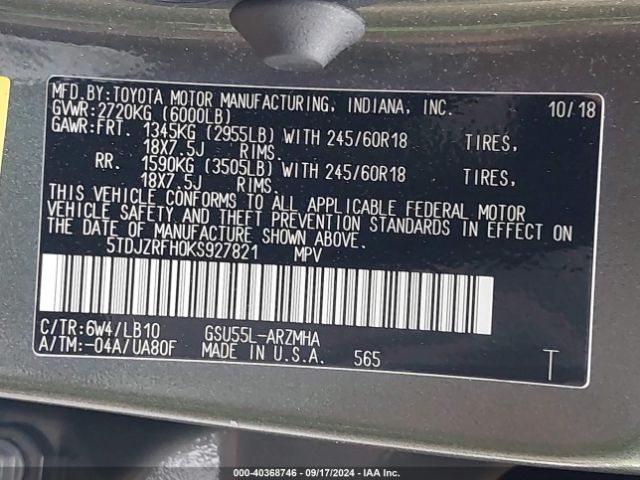 MFD.BY:TOYOTA MOTOR MANUFACTURING, INDIANA, INC. 10/18
GVWR:2720KG (6000LB)
GAWR:FRT. 1345KG (2955LB) WITH 245/60R18 TIRES,
18X7.5J RIMS.
RR. 1590KG (3505LB) WITH 245/60R18 TIRES,
18X7.5J RIMS.
THIS VEHICLE CONFORMS TO ALL APPLICABLE FEDERAL MOTOR
VEHICLE SAFETY AND THEFT PREVENTION STANDARDS IN EFFECT ON
THE DATE OF MANUFACTURE SHOWN ABOVE.
5TDJZRFH0KS927821 MPV
C/TR:6W4/LB10 GSU55L-ARZMHA
A/TM:-04A/UA80F MADE IN U.S.A. 565 T
00-40368746 - 09/17/2024 - IAA Inc.